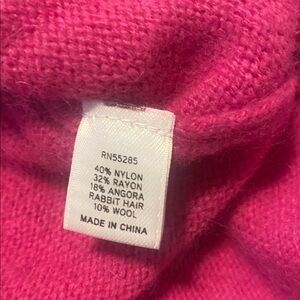 RN55285
40% NYLON
32% RAYON
18% ANGORA
RABBIT HAIR
10% WOOL
MADE IN CHINA